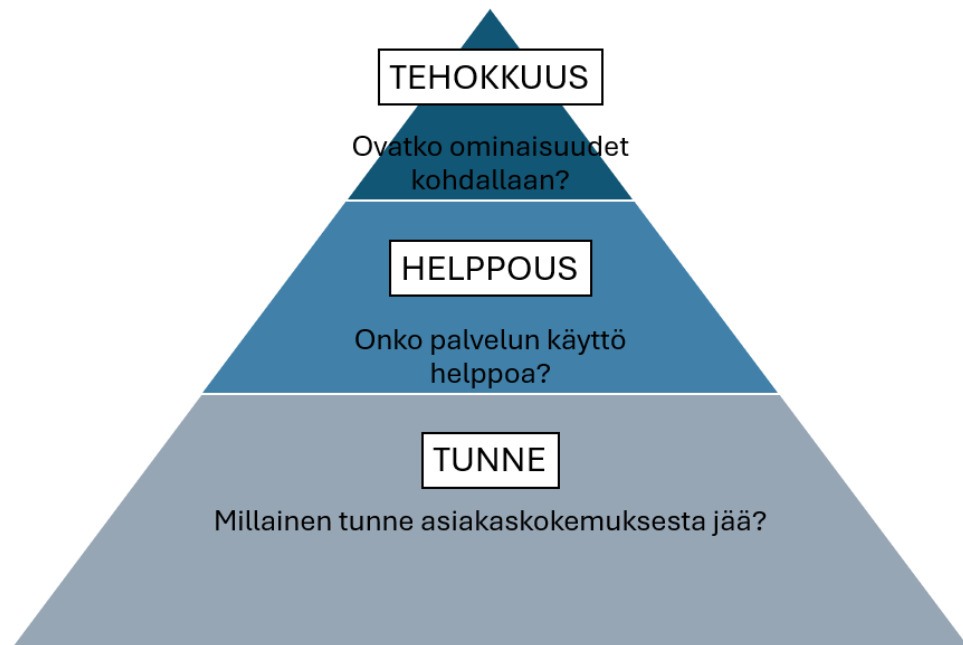 TEHOKKUUS
Ovatko ominaisuudet
kohdallaan?
HELPPOUS
Onko palvelun käyttö
helppoa?
TUNNE
Millainen tunne asiakaskokemuksesta jää?